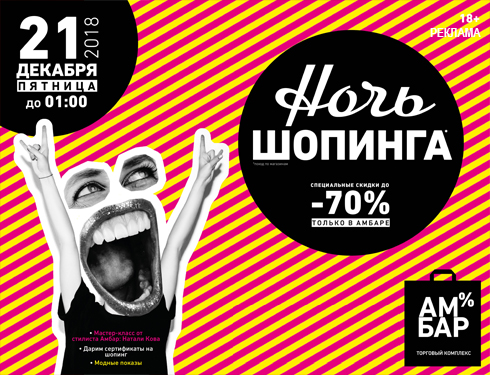 21
2018
ДЕКАБРЯ
ПЯТНИЦА
до 01:00
18+
РЕКЛАМА
Ночь
ШОПИНГА*
СПЕЦИАЛЬНЫЕ СКИДКИ ДО
-70%
ТОЛЬКО В АМБАРЕ
• Мастер-класс от
стилиста Амбар: Натали Кова
• Дарим сертификаты на
шопинг
• Модные показы
АМ%
БАР
ТОРГОВЫЙ КОМПЛЕКС